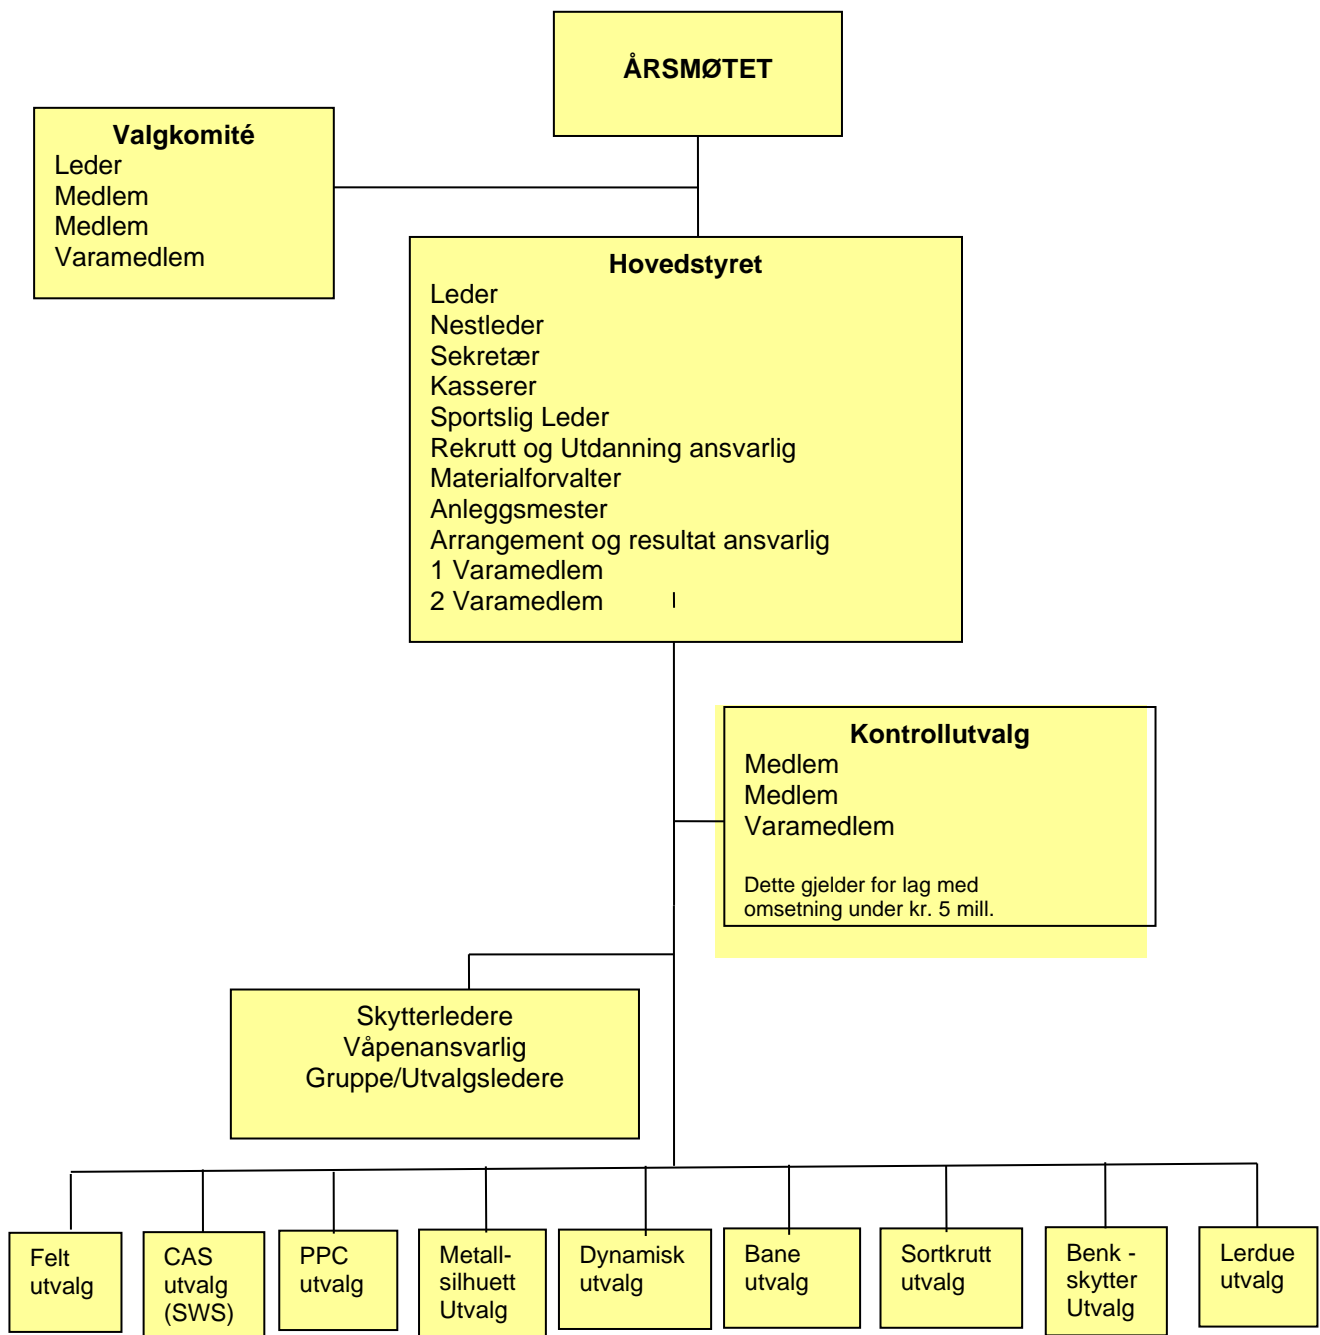 ÅRSMØTET
Valgkomité
Leder
Medlem
Medlem
Varamedlem
Hovedstyret
Leder
Nestleder
Sekretær
Kasserer
Sportslig Leder
Rekrutt og Utdanning ansvarlig
Materialforvalter
Anleggsmester
Arrangement og resultat ansvarlig
1 Varamedlem
2 Varamedlem
Kontrollutvalg
Medlem
Medlem
Varamedlem
Dette gjelder for lag med
omsetning under kr. 5 mill.
Skytterledere
Våpenansvarlig
Gruppe/Utvalgsledere
Felt
utvalg
CAS
utvalg
(SWS)
PPC
utvalg
Metall-
silhuett
Utvalg
Dynamisk
utvalg
Bane
utvalg
Sortkrutt
utvalg
Benk -
skytter
Utvalg
Lerdue
utvalg